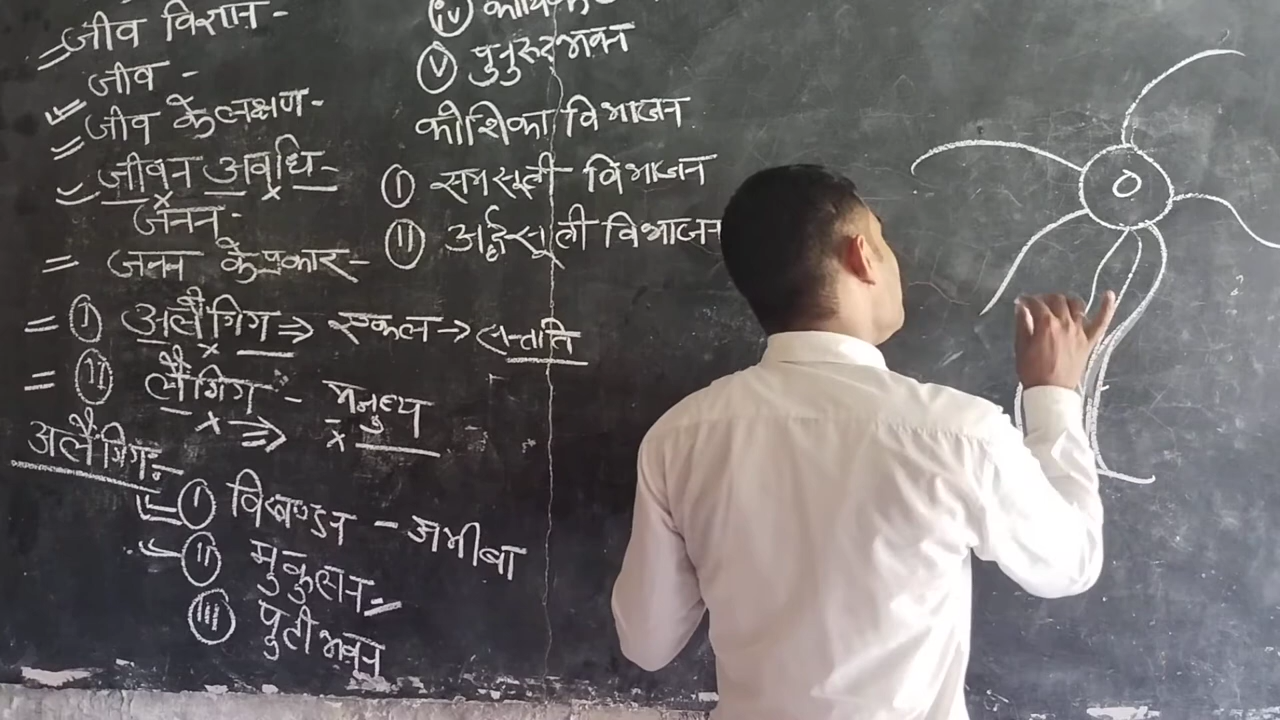 जीव विज्ञान -
जीव -
जीव के लक्षण -
जीवन अवधि -
जनन -
जनन के प्रकार -
= (I) अलैंगिग ⇒ एकल → सन्तति
= (II) लैंगिग - मनुष्य
अलैंगिग :-
(I) विखण्डन - अमीबा
(II) मुकुलन
(III) पुटीभवन
(iv)
(V) पुनुरुदभवन
कोशिका विभाजन
(I) समसूती विभाजन
(II) अर्द्धसूती विभाजन